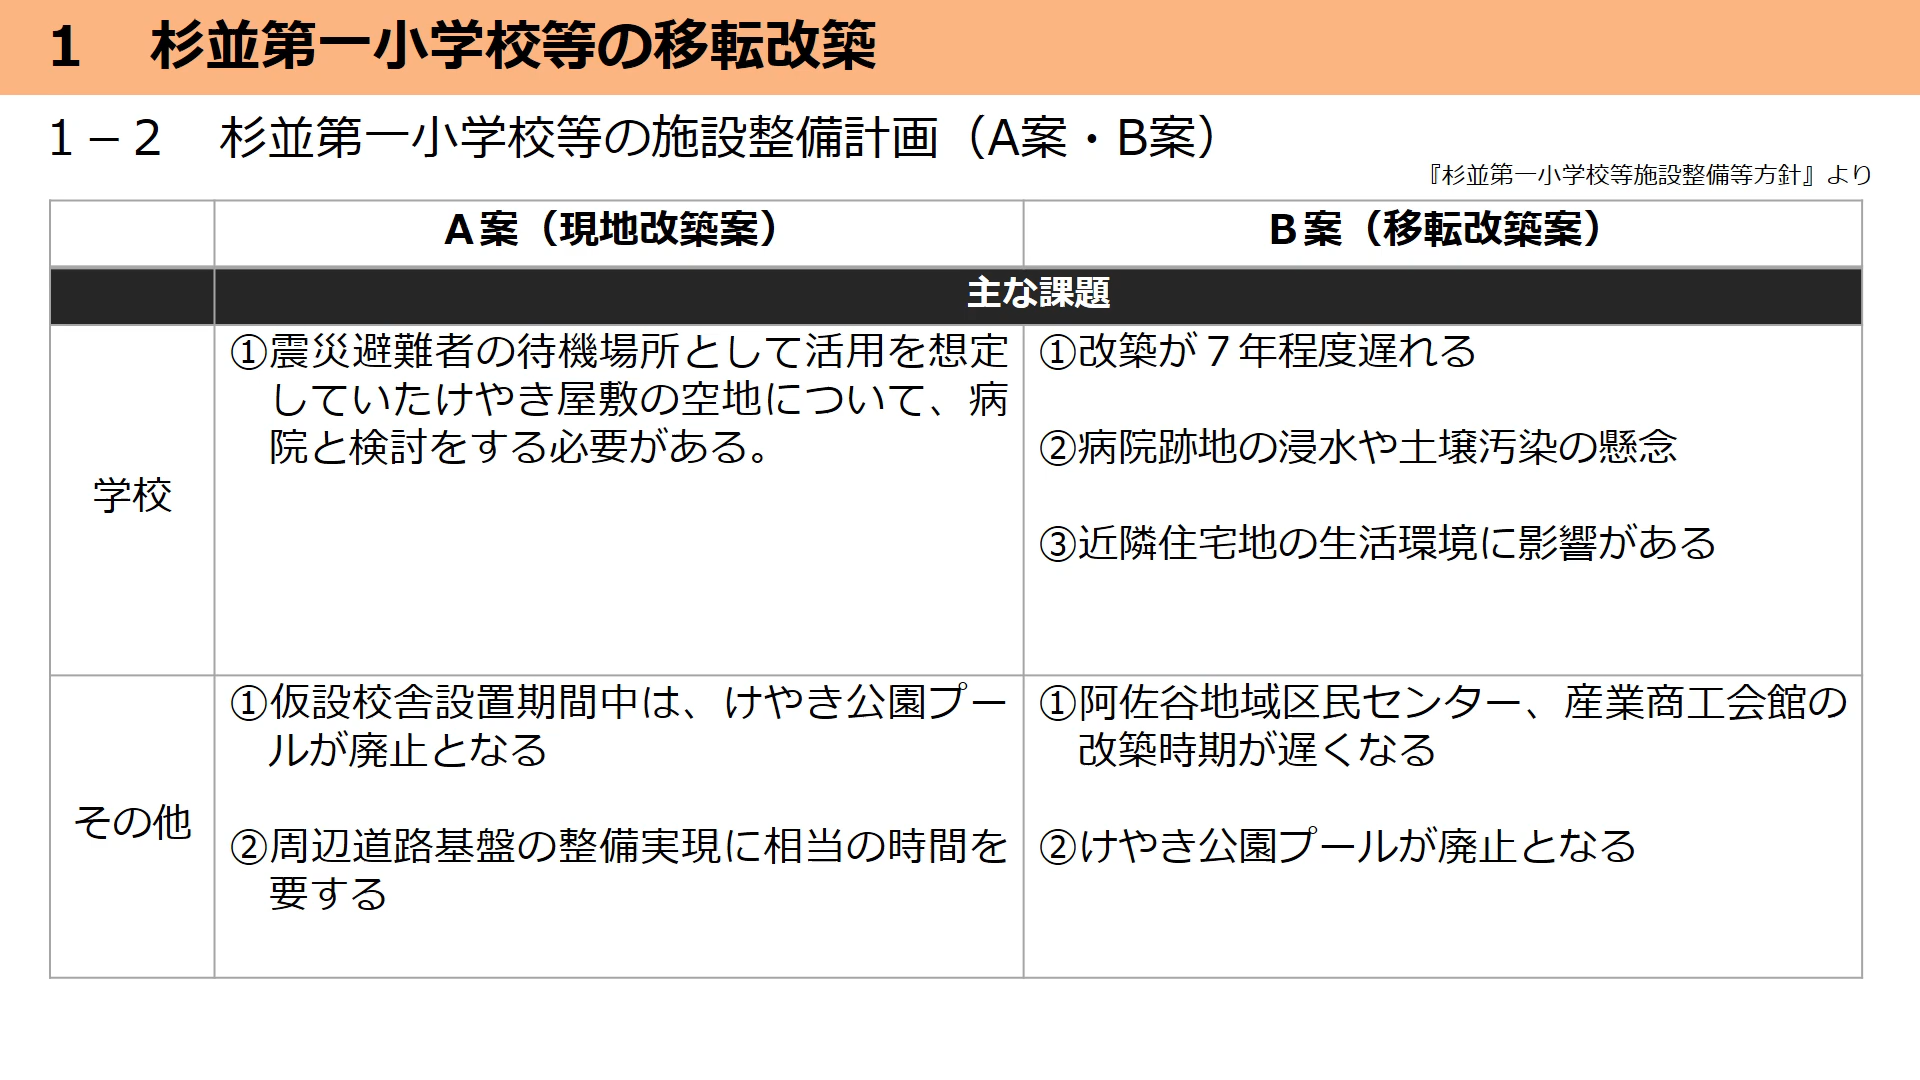 1　杉並第一小学校等の移転改築
１－２　杉並第一小学校等の施設整備計画（A案・B案）
『杉並第一小学校等施設整備等方針』より
Ａ案（現地改築案）
Ｂ案（移転改築案）
主な課題
学校
①震災避難者の待機場所として活用を想定
していたけやき屋敷の空地について、病
院と検討をする必要がある。
①改築が７年程度遅れる
②病院跡地の浸水や土壌汚染の懸念
③近隣住宅地の生活環境に影響がある
その他
①仮設校舎設置期間中は、けやき公園プー
ルが廃止となる
②周辺道路基盤の整備実現に相当の時間を
要する
①阿佐谷地域区民センター、産業商工会館の
改築時期が遅くなる
②けやき公園プールが廃止となる